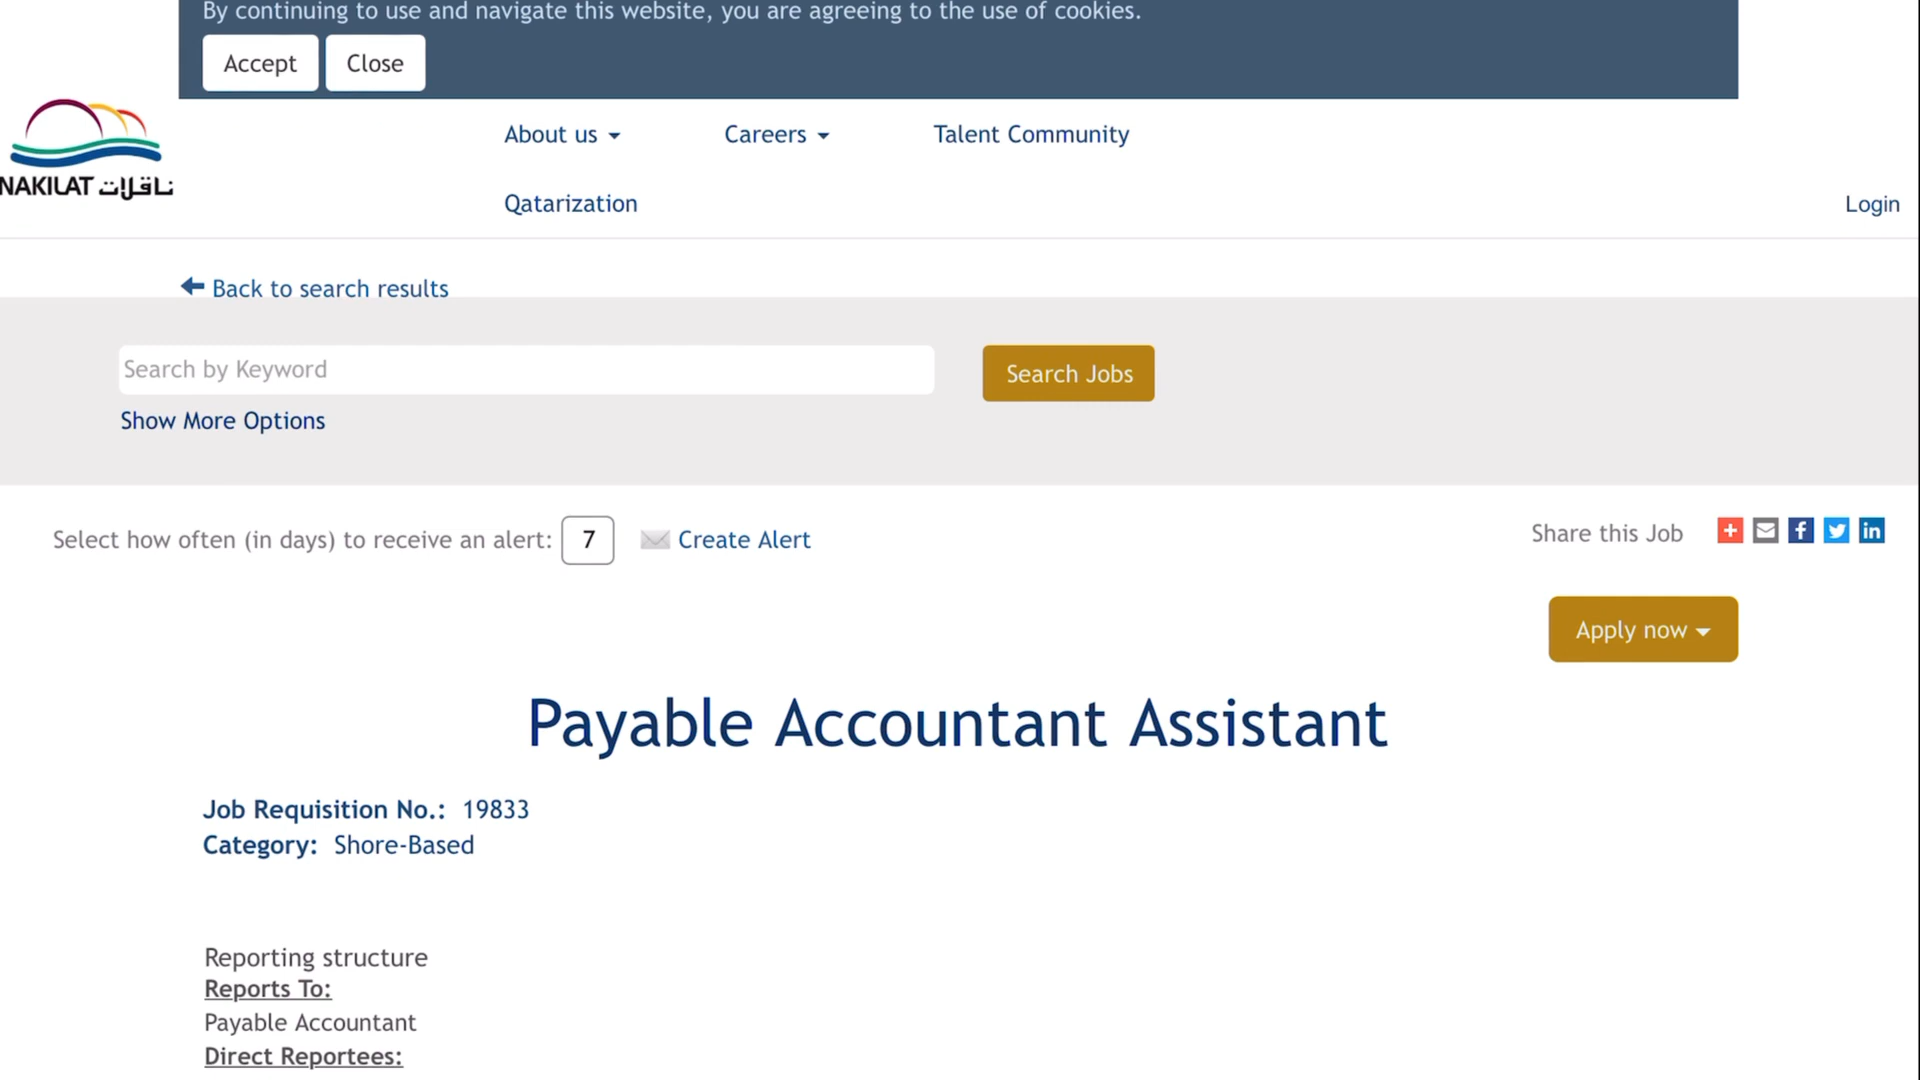 By continuing to use and navigate this website, you are agreeing to the use of cookies.
Accept Close
NAKILAT ناقلات
About us Careers Talent Community
Qatarization
Login
Back to search results
Search by Keyword
Search Jobs
Show More Options
Select how often (in days) to receive an alert: 7 Create Alert
Share this Job
Apply now
Payable Accountant Assistant
Job Requisition No.: 19833
Category: Shore-Based
Reporting structure
Reports To:
Payable Accountant
Direct Reportees: